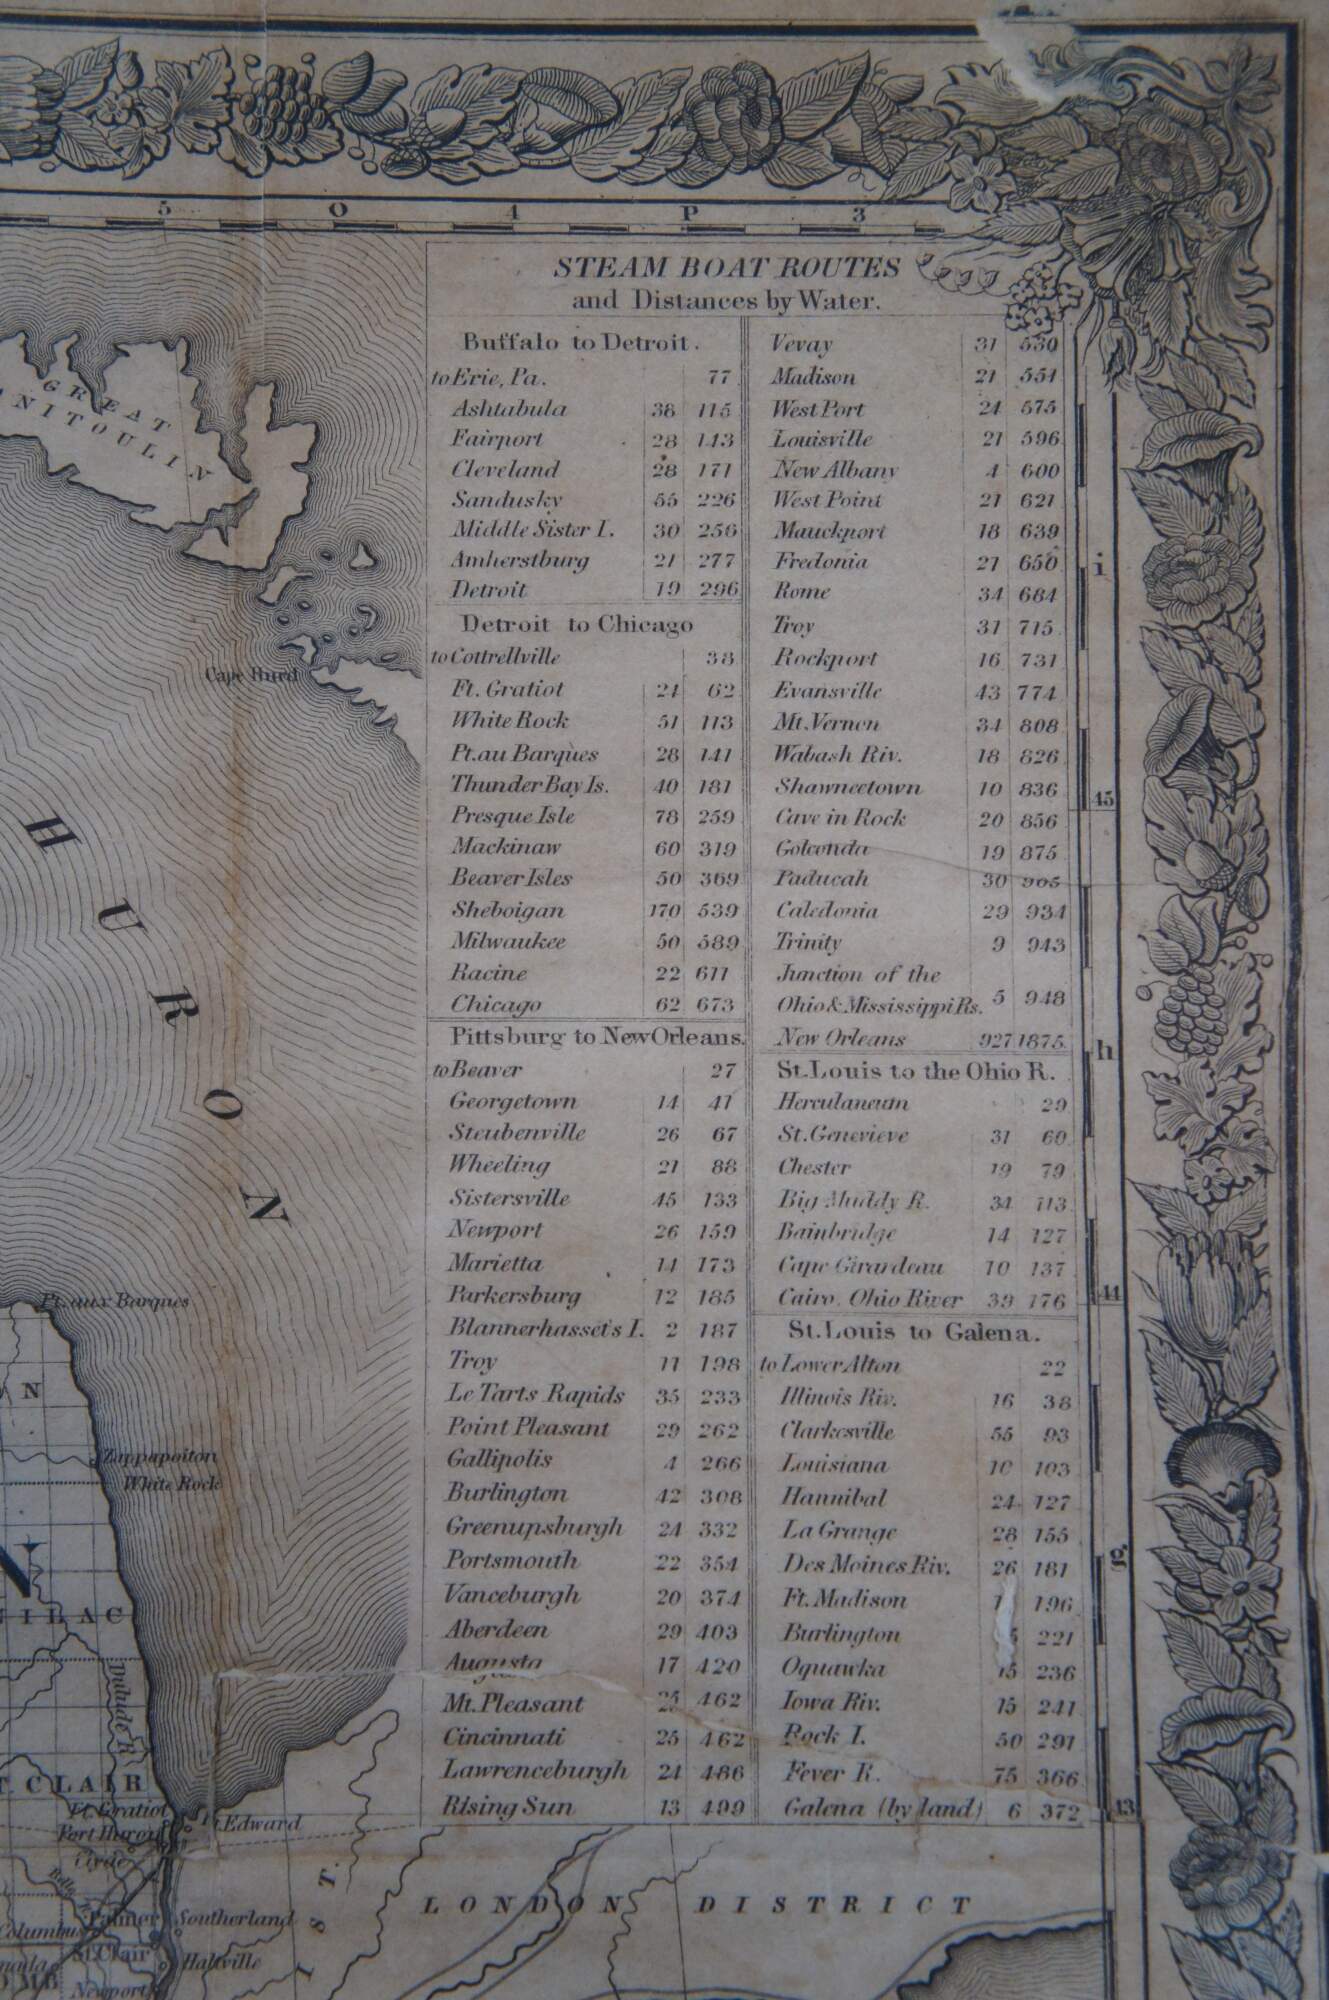 5 O 4 P 3
STEAM BOAT ROUTES
and Distances by Water.
Buffalo to Detroit.
to Erie, Pa. 77
Ashtabula 38 115
Fairport 28 143
Cleveland 28 171
Sandusky 55 226
Middle Sister I. 30 256
Amherstburg 21 277
Detroit 19 296
Detroit to Chicago
to Cottrellville 38
Ft. Gratiot 24 62
White Rock 51 113
Pt. au Barques 28 141
Thunder Bay Is. 40 181
Presque Isle 78 259
Mackinaw 60 319
Beaver Isles 50 369
Sheboigan 170 539
Milwaukee 50 589
Racine 22 611
Chicago 62 673
Pittsburg to New Orleans.
to Beaver 27
Georgetown 14 41
Steubenville 26 67
Wheeling 21 88
Sistersville 45 133
Newport 26 159
Marietta 14 173
Parkersburg 12 185
Blannerhasset's I. 2 187
Troy 11 198
Le Tarts Rapids 35 233
Point Pleasant 29 262
Gallipolis 4 266
Burlington 42 308
Greenupsburgh 24 332
Portsmouth 22 354
Vanceburgh 20 374
Aberdeen 29 403
Augusta 17 420
Mt. Pleasant 25 462
Cincinnati 25 462
Lawrenceburgh 24 486
Rising Sun 13 499
Vevay 31 530
Madison 21 551
West Port 24 575
Louisville 21 596
New Albany 4 600
West Point 21 621
Mauckport 18 639
Fredonia 21 650
Rome 34 684
Troy 31 715
Rockport 16 731
Evansville 43 774
Mt. Vernon 34 808
Wabash Riv. 18 826
Shawneetown 10 836
Cave in Rock 20 856
Golconda 19 875
Paducah 30 905
Caledonia 29 934
Trinity 9 943
Junction of the
Ohio & Mississippi Rs. 5 948
New Orleans 927 1875
St. Louis to the Ohio R.
Herculaneum 29
St. Genevieve 31 60
Chester 19 79
Big Muddy R. 34 113
Bainbridge 14 127
Cape Girardeau 10 137
Cairo, Ohio River 39 176
St. Louis to Galena.
to Lower Alton 22
Illinois Riv. 16 38
Clarkesville 55 93
Louisiana 10 103
Hannibal 24 127
La Grange 28 155
Des Moines Riv. 26 181
Ft. Madison 1 196
Burlington 5 221
Oquawka 15 236
Iowa Riv. 15 241
Rock I. 50 291
Fever R. 75 366
Galena (by land) 6 372
i
45
h
44
g
43
GREAT
ANITOULIN
Cape Hurd
HURON
Pt. aux Barques
N
Zappapoiton
White Rock
N
NILAC
Dulude R.
T. CLAIR
Ft. Gratiot
Port Huron
Clyde
Ft. Edward
Columbus
Palmer
Southerland
St. Clair
Hallville
Newport
IST.
LONDON DISTRICT